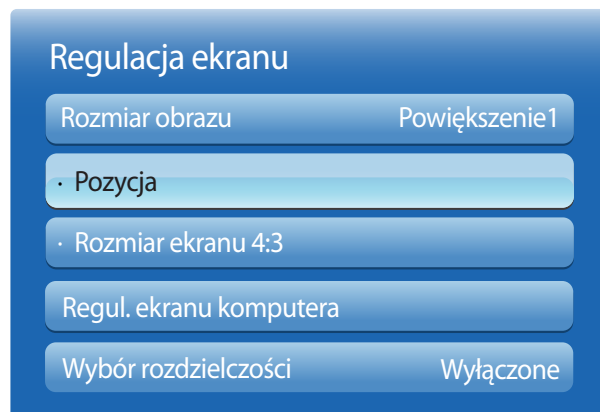 Regulacja ekranu
Rozmiar obrazu Powiększenie1
· Pozycja
· Rozmiar ekranu 4:3
Regul. ekranu komputera
Wybór rozdzielczości Wyłączone